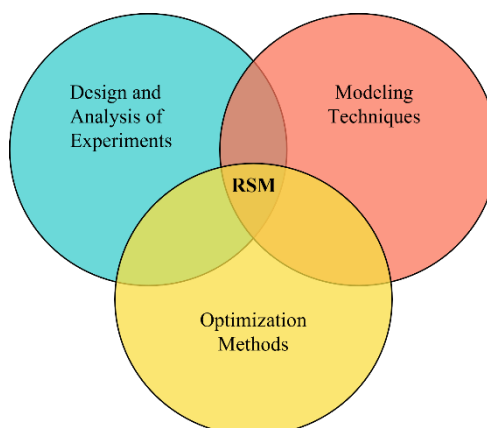 Design and
Analysis of
Experiments
Modeling
Techniques
RSM
Optimization
Methods